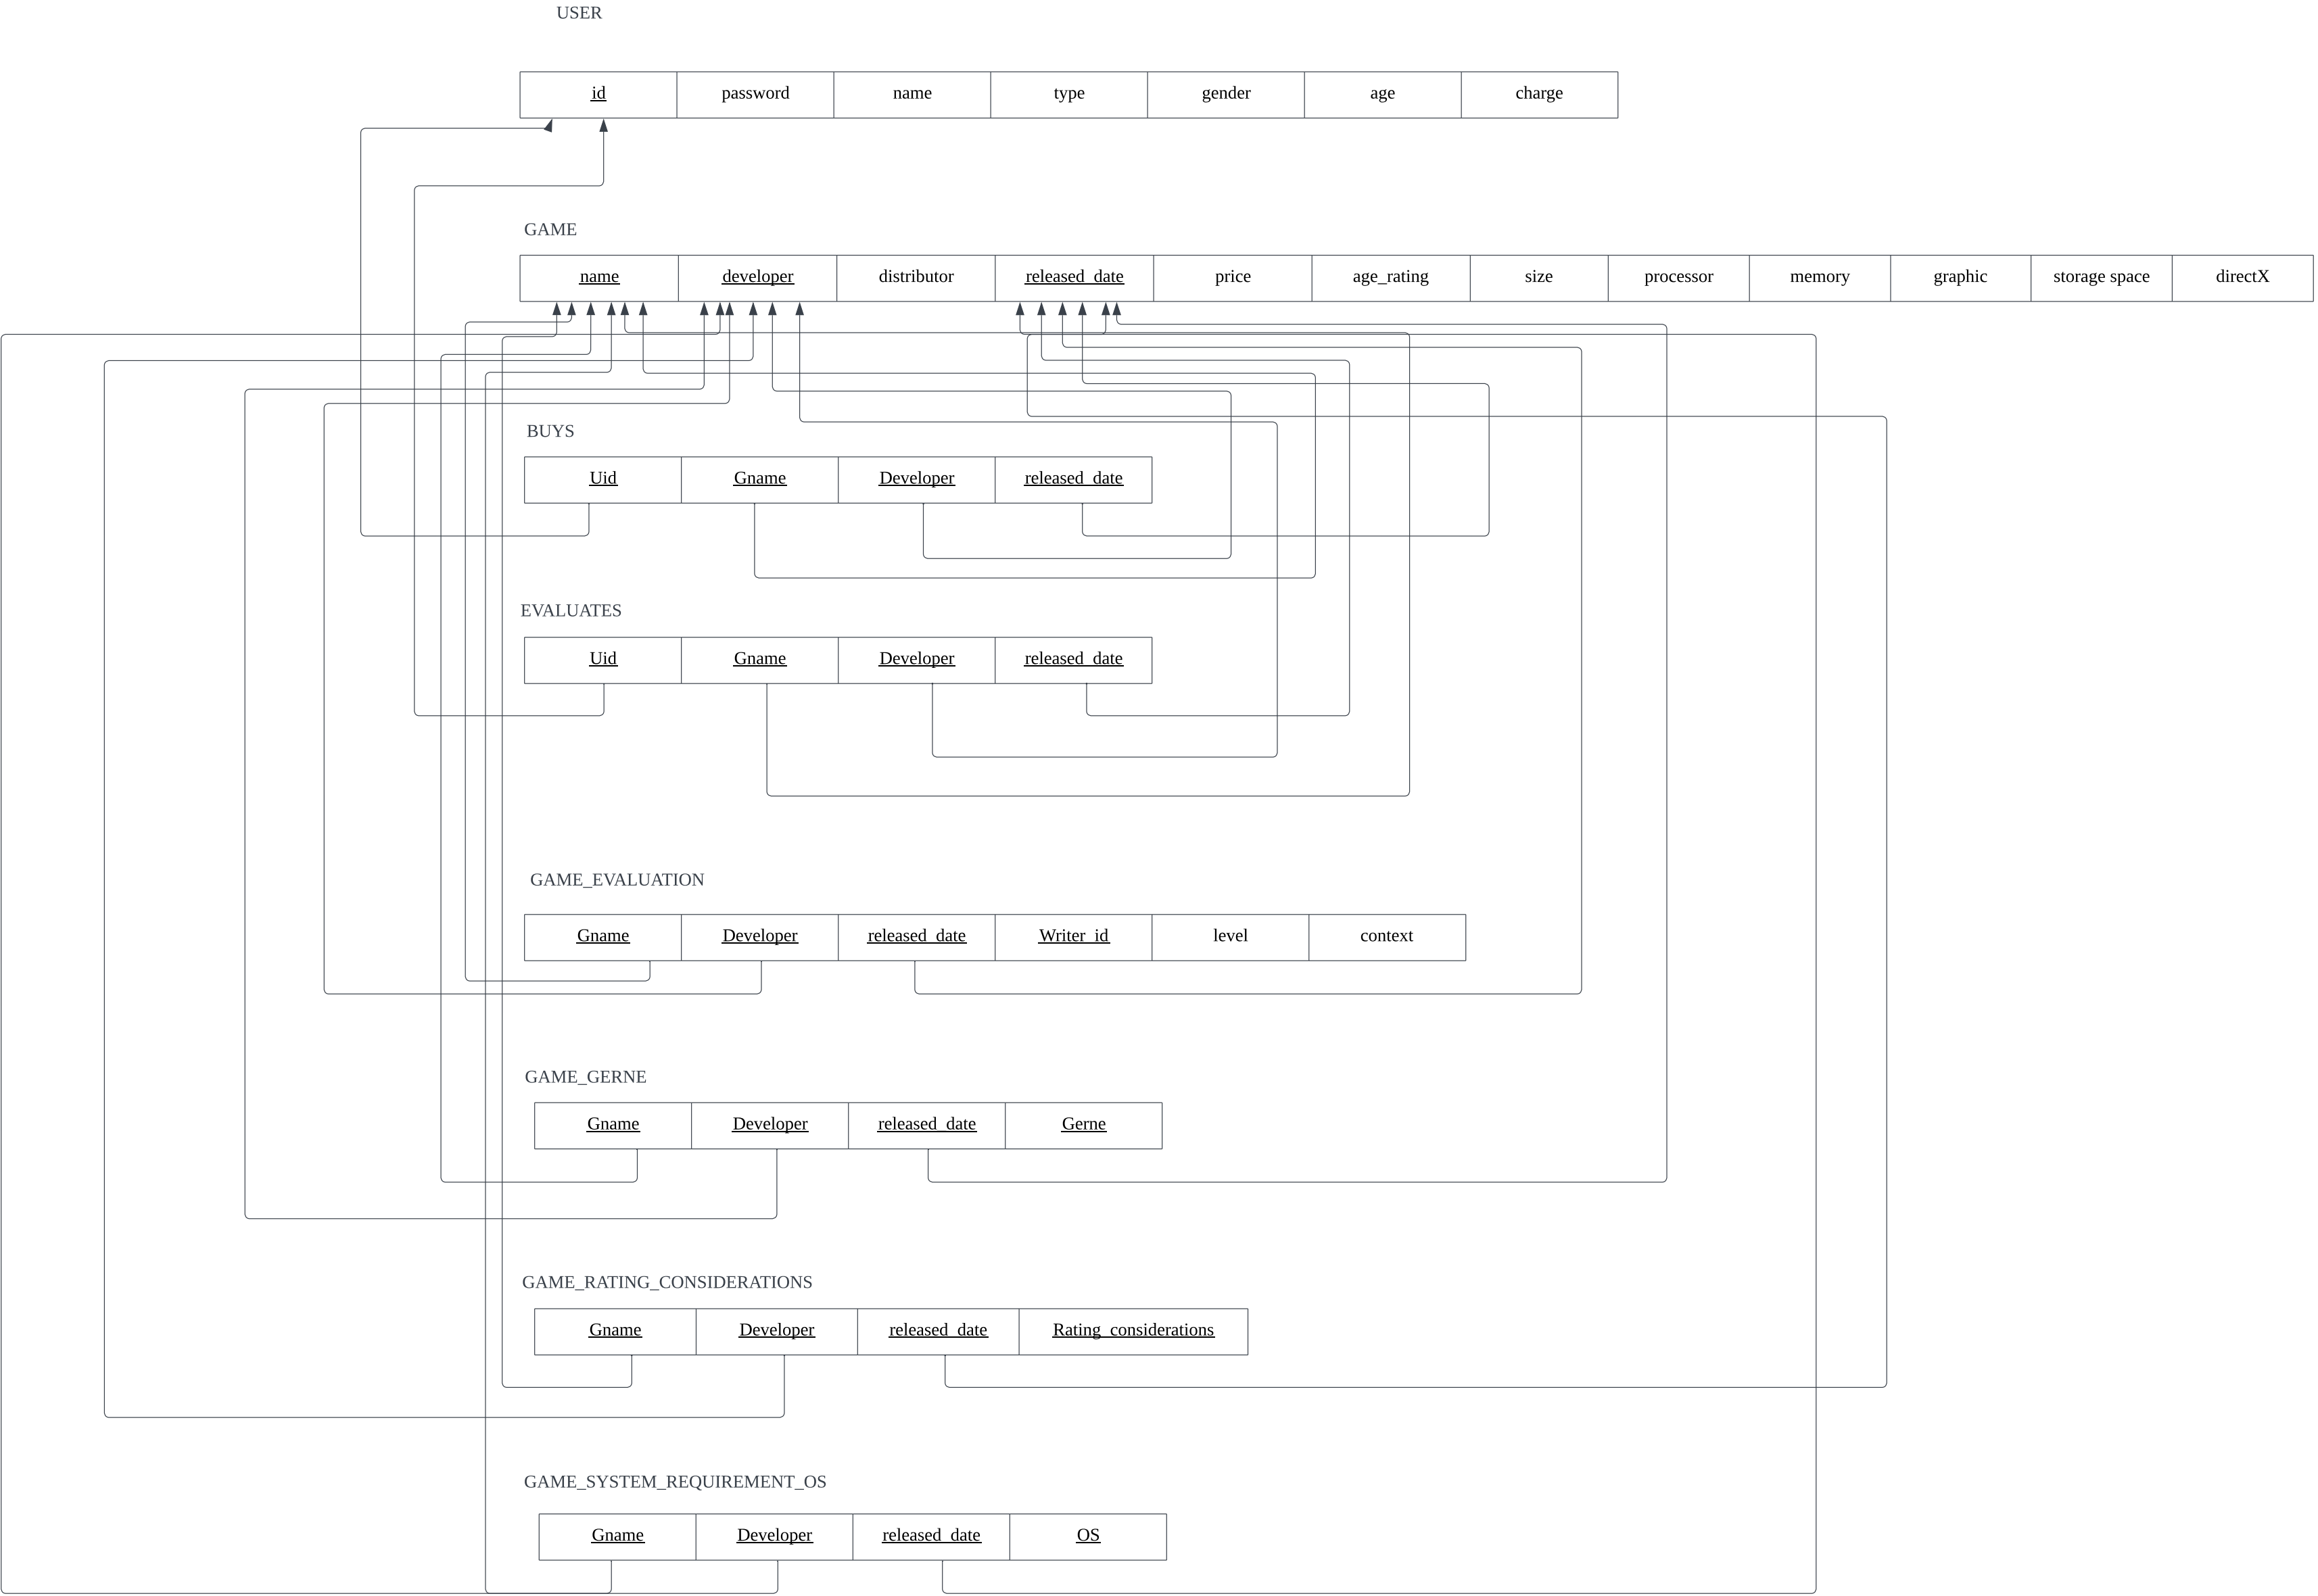 USER
id password name type gender age charge
GAME
name developer distributor released_date price age_rating size processor memory graphic storage space directX
BUYS
Uid Gname Developer released_date
EVALUATES
Uid Gname Developer released_date
GAME_EVALUATION
Gname Developer released_date Writer_id level context
GAME_GERNE
Gname Developer released_date Gerne
GAME_RATING_CONSIDERATIONS
Gname Developer released_date Rating_considerations
GAME_SYSTEM_REQUIREMENT_OS
Gname Developer released_date OS